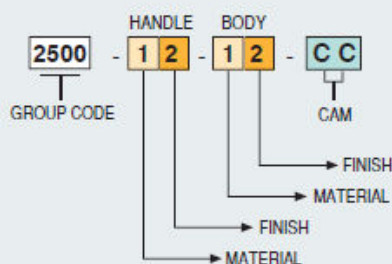 HANDLE BODY
2500 - 1 2 - 1 2 - C C
GROUP CODE CAM
FINISH
MATERIAL
FINISH
MATERIAL